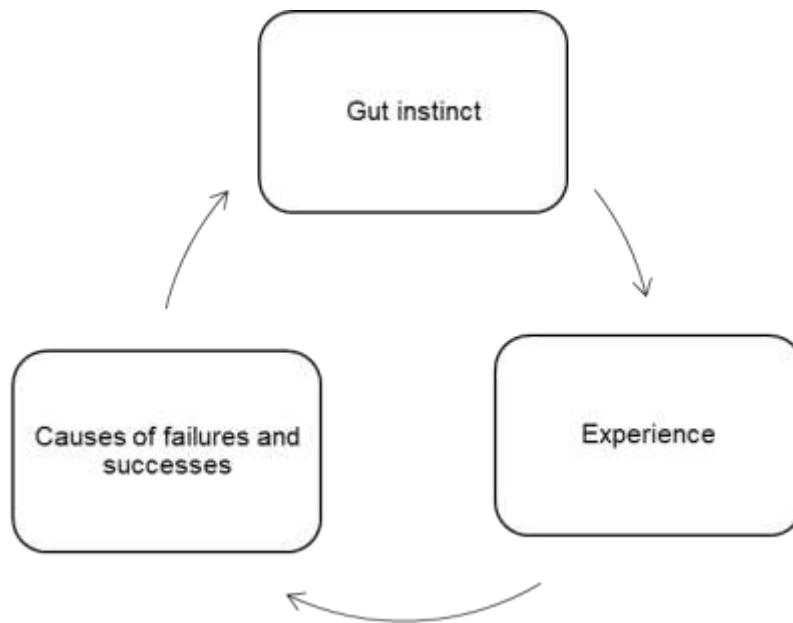 Gut instinct
Experience
Causes of failures and
successes